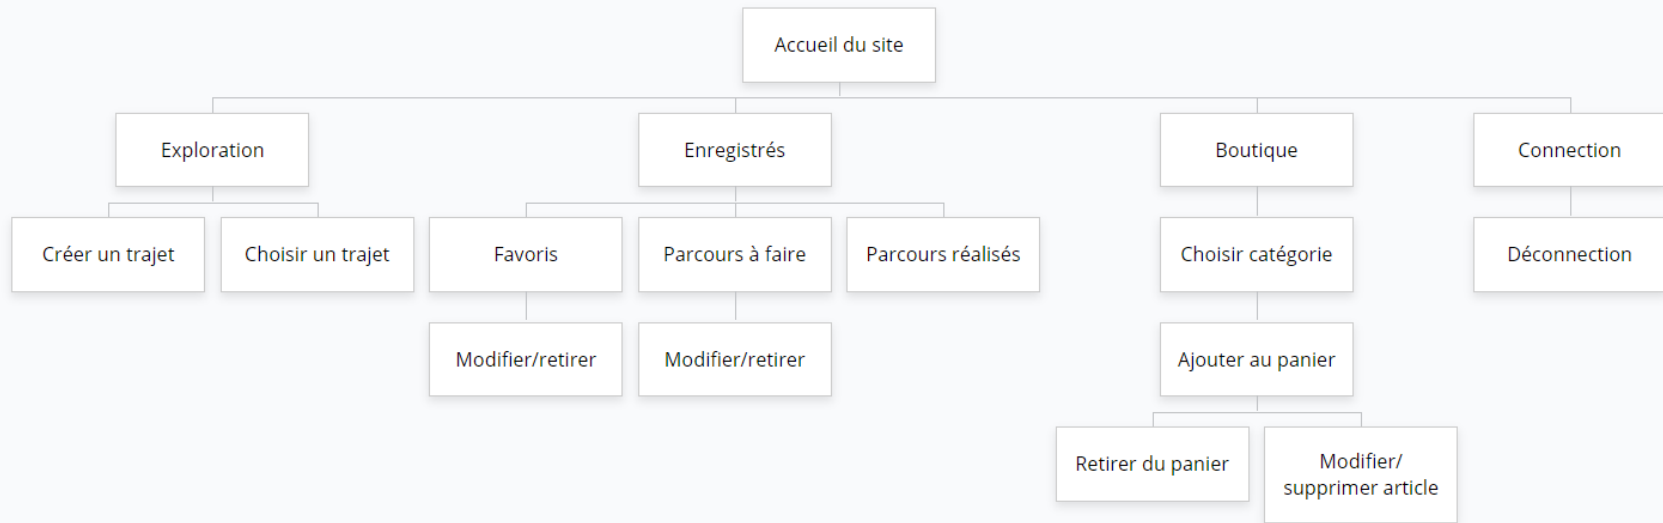 Accueil du site
Exploration
Enregistrés
Boutique
Connection
Créer un trajet
Choisir un trajet
Favoris
Parcours à faire
Parcours réalisés
Choisir catégorie
Déconnection
Modifier/retirer
Modifier/retirer
Ajouter au panier
Retirer du panier
Modifier/
supprimer article